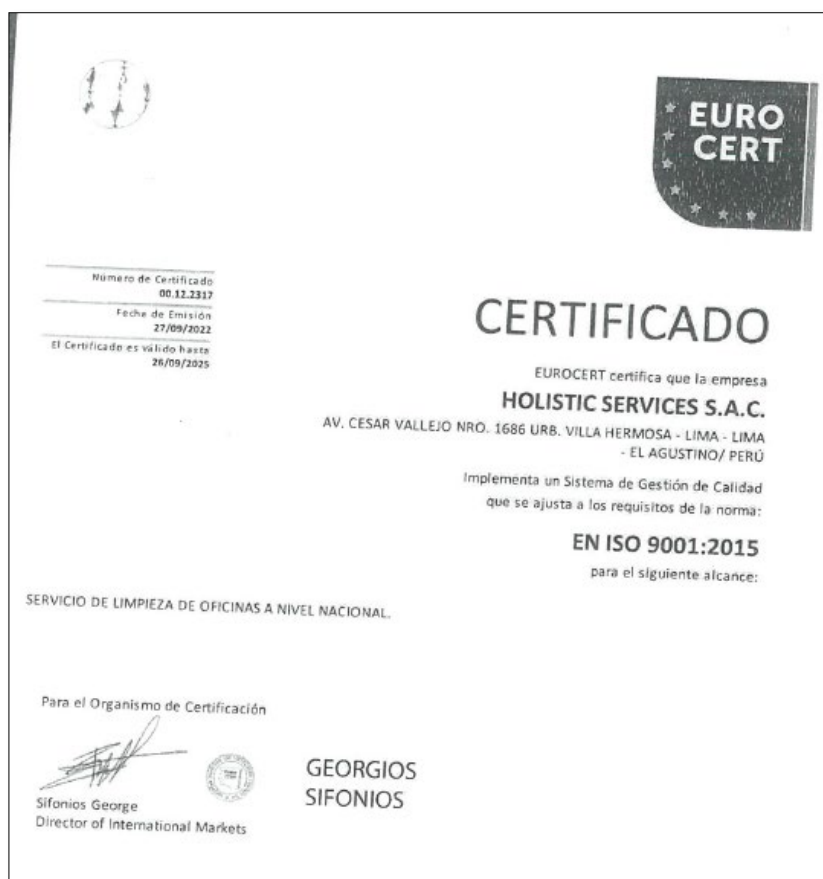 EURO
CERT
Número de Certificado
00.12.2317
Fecha de Emisión
27/09/2022
El Certificado es válido hasta
26/09/2025
CERTIFICADO
EUROCERT certifica que la empresa
HOLISTIC SERVICES S.A.C.
AV. CESAR VALLEJO NRO. 1686 URB. VILLA HERMOSA - LIMA - LIMA
- EL AGUSTINO/ PERÚ
Implementa un Sistema de Gestión de Calidad
que se ajusta a los requisitos de la norma:
EN ISO 9001:2015
para el siguiente alcance:
SERVICIO DE LIMPIEZA DE OFICINAS A NIVEL NACIONAL.
Para el Organismo de Certificación
Sifonios George
Director of International Markets
GEORGIOS
SIFONIOS